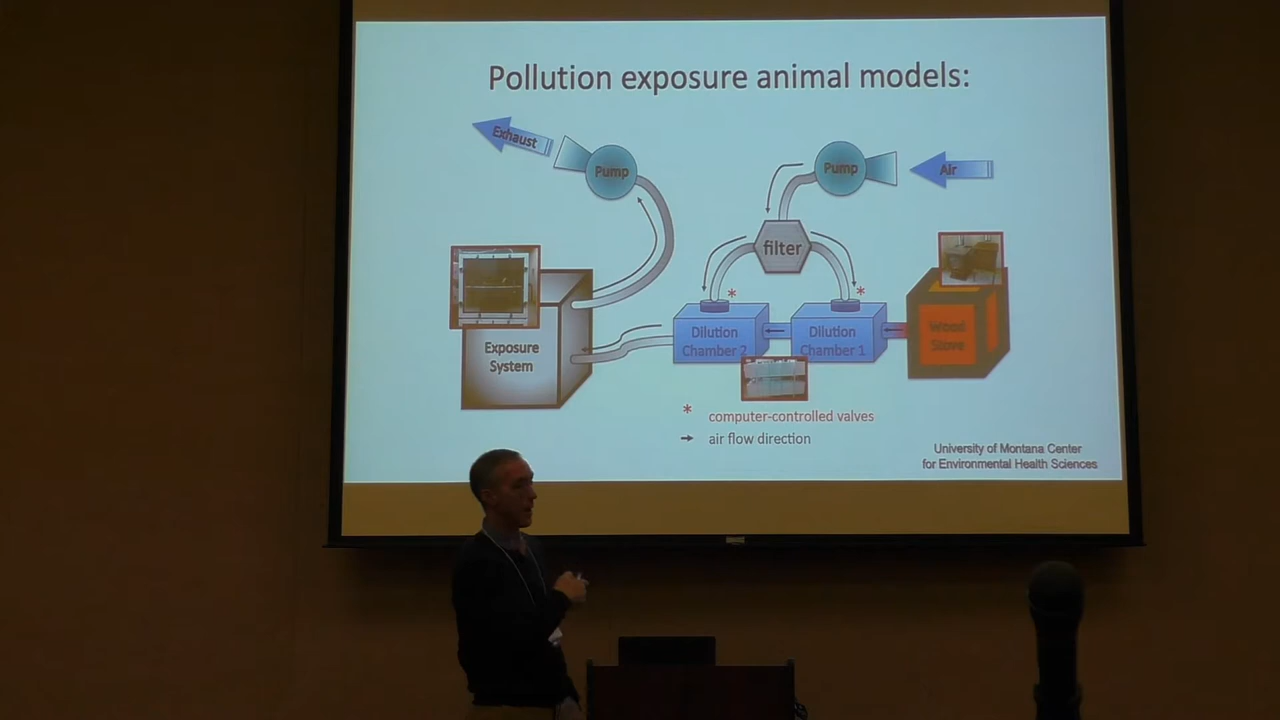 Pollution exposure animal models:
Exhaust
Pump
Pump
Air
filter
Exposure
System
Dilution
Chamber 2
Dilution
Chamber 1
Wood
Stove
* computer-controlled valves
→ air flow direction
University of Montana Center
for Environmental Health Sciences